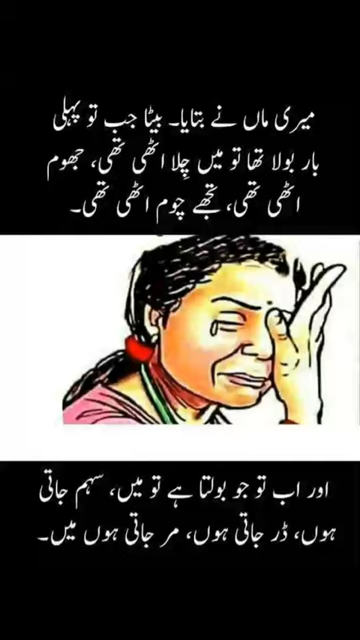 میری ماں نے بتایا۔ بیٹا جب تو پہلی
بار بولا تھا تو میں چِلا اٹھی تھی، جھوم
اٹھی تھی، تجھے چوم اٹھی تھی۔
اور اب تو جو بولتا ہے تو میں، سہم جاتی
ہوں، ڈر جاتی ہوں، مر جاتی ہوں میں۔